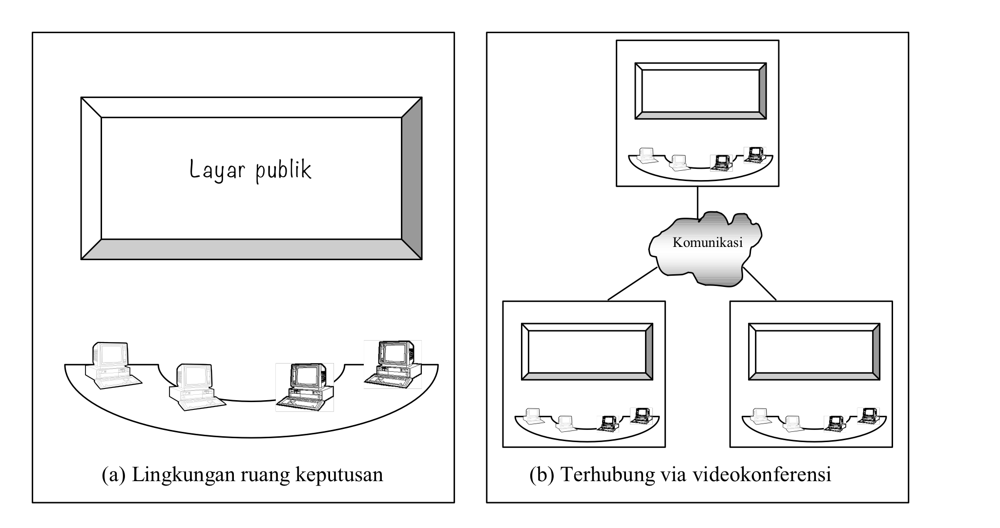 Layar publik
(a) Lingkungan ruang keputusan
Komunikasi
(b) Terhubung via videokonferensi